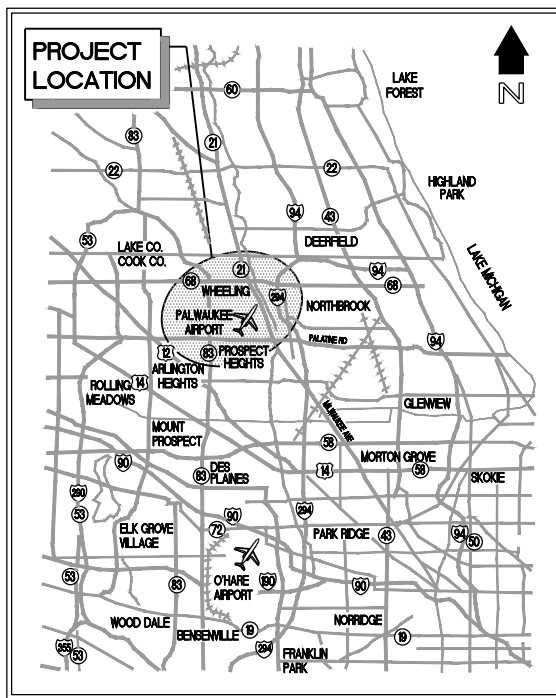 PROJECT
LOCATION
N
LAKE
FOREST
60
83
21
22
22
HIGHLAND
PARK
94
43
53
DEERFIELD
LAKE CO.
COOK CO.
LAKE MICHIGAN
21
94
68
68
WHEELING
294
NORTHBROOK
PALWAUKEE
AIRPORT
PALATINE RD
94
12
83
PROSPECT
HEIGHTS
ARLINGTON
HEIGHTS
14
ROLLING
MEADOWS
MILWAUKEE AVE
GLENVIEW
MOUNT
PROSPECT
58
MORTON GROVE
90
DES
PLAINES
83
14
58
SKOKIE
290
53
294
90
72
ELK GROVE
VILLAGE
PARK RIDGE
43
94
50
O'HARE
AIRPORT
53
83
190
90
WOOD DALE
BENSENVILLE
19
NORRIDGE
19
355
53
294
FRANKLIN
PARK